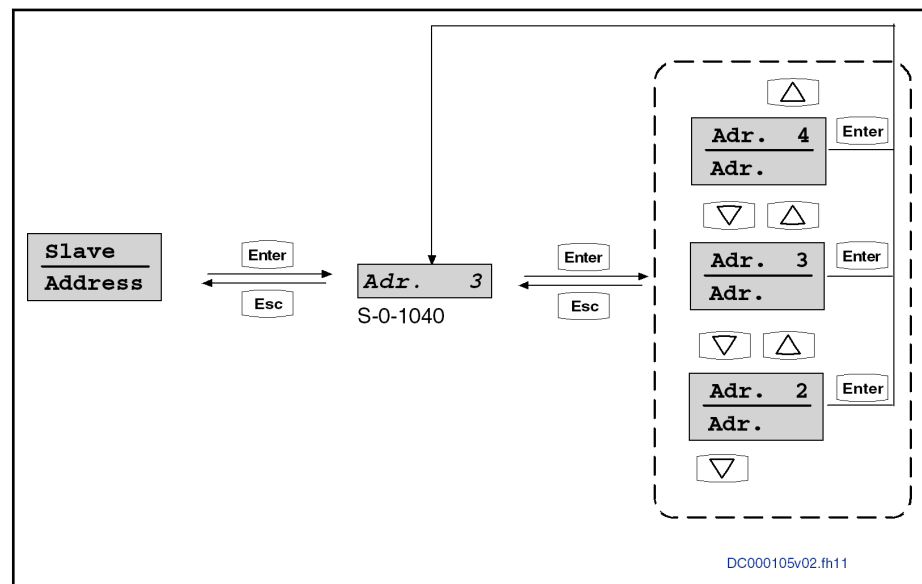 Adr. 4
Adr.
Enter
Adr. 3
Adr.
Enter
Adr. 2
Adr.
Enter
Slave
Address
Enter
Esc
Adr. 3
S-0-1040
Enter
Esc
DC000105v02.fh11